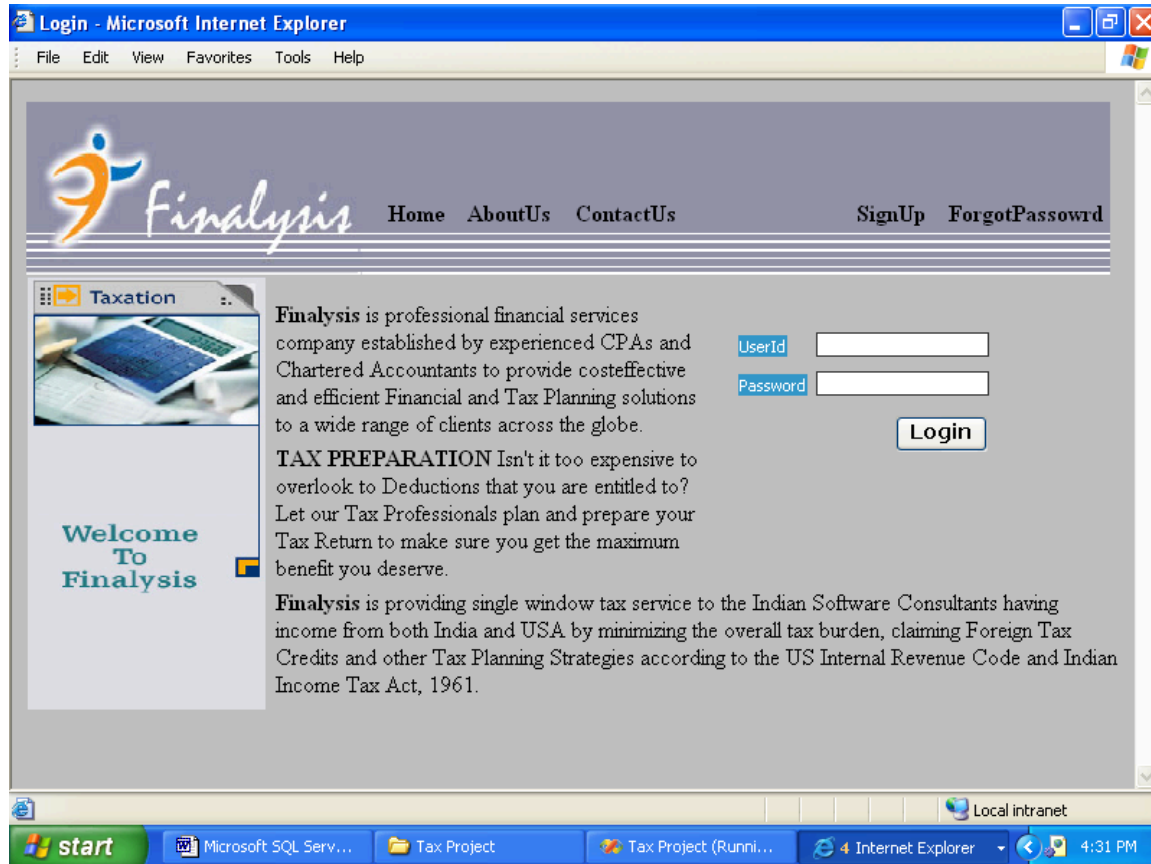 Login - Microsoft Internet Explorer
File Edit View Favorites Tools Help
Finalysis
Home AboutUs ContactUs SignUp ForgotPassowrd
Taxation
Welcome
To
Finalysis
Finalysis is professional financial services
company established by experienced CPAs and
Chartered Accountants to provide costeffective
and efficient Financial and Tax Planning solutions
to a wide range of clients across the globe.
TAX PREPARATION Isn't it too expensive to
overlook to Deductions that you are entitled to?
Let our Tax Professionals plan and prepare your
Tax Return to make sure you get the maximum
benefit you deserve.
UserId
Password
Login
Finalysis is providing single window tax service to the Indian Software Consultants having
income from both India and USA by minimizing the overall tax burden, claiming Foreign Tax
Credits and other Tax Planning Strategies according to the US Internal Revenue Code and Indian
Income Tax Act, 1961.
Local intranet
start Microsoft SQL Serv... Tax Project Tax Project (Runni... 4 Internet Explorer 4:31 PM